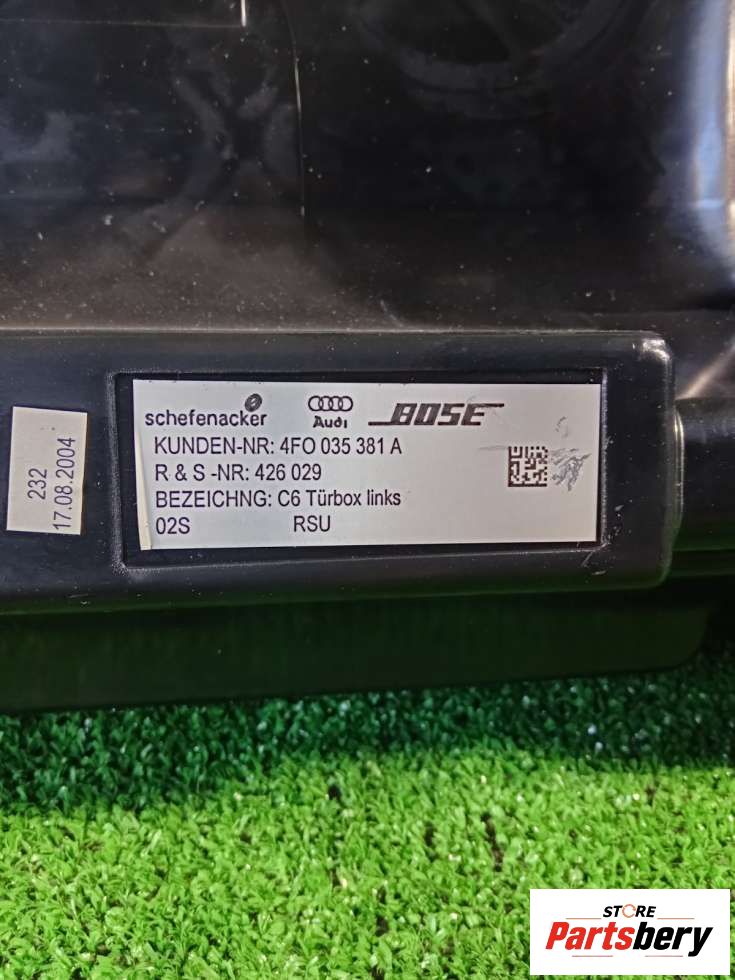 schefenacker
Audi
BOSE
KUNDEN-NR: 4FO 035 381 A
R & S -NR: 426 029
BEZEICHNG: C6 Türbox links
02S RSU
232
17.08.2004
STORE
Partsbery